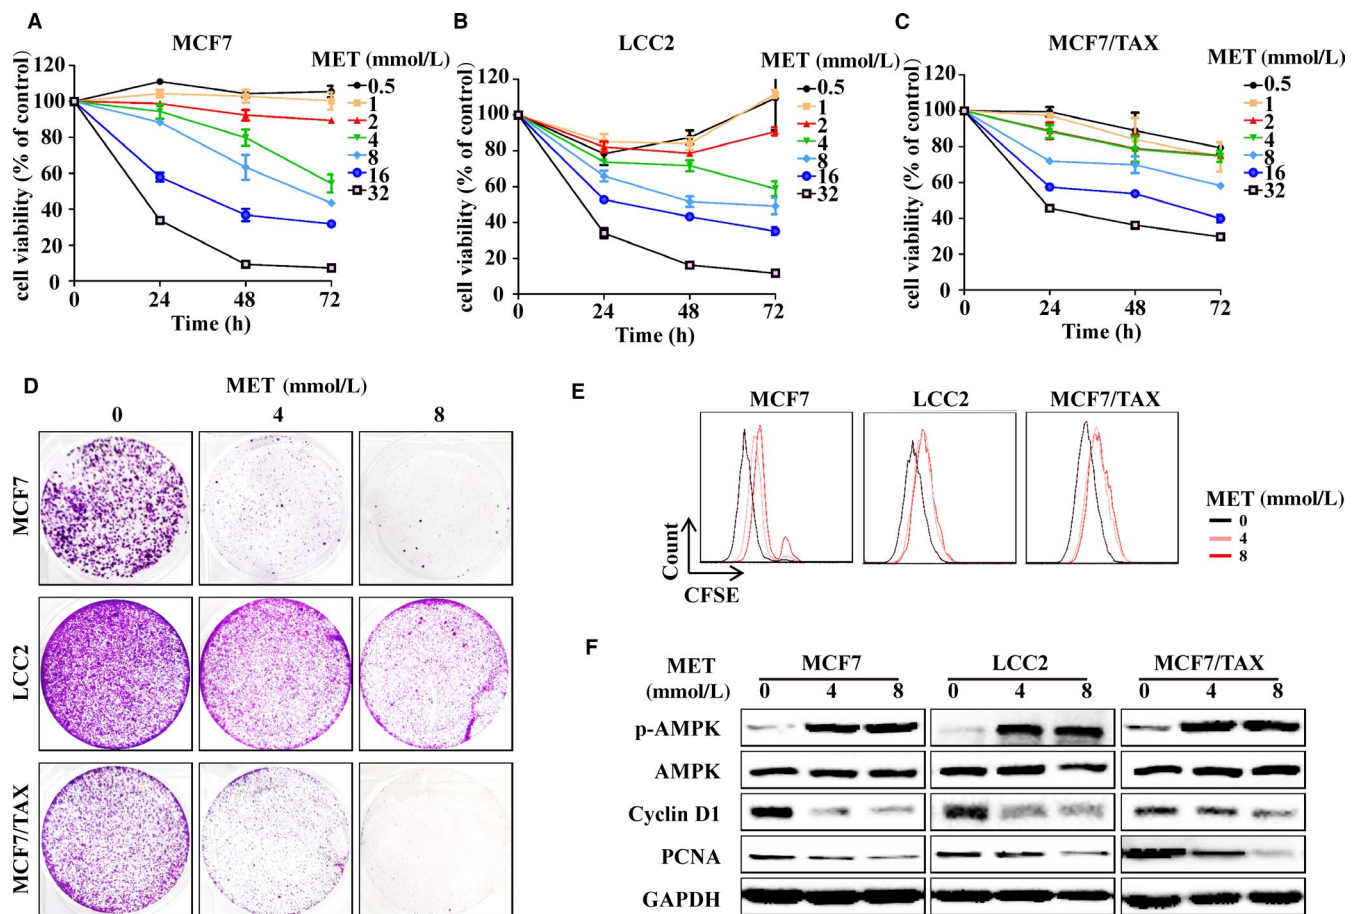 A
MCF7
MET (mmol/L)
cell viability (% of control)
120
100
80
60
40
20
0
0 24 48 72
Time (h)
0.5
1
2
4
8
16
32
B
LCC2
MET (mmol/L)
cell viability (% of control)
120
100
80
60
40
20
0
0 24 48 72
Time (h)
0.5
1
2
4
8
16
32
C
MCF7/TAX
MET (mmol/L)
cell viability (% of control)
120
100
80
60
40
20
0
0 24 48 72
Time (h)
0.5
1
2
4
8
16
32
D
MET (mmol/L)
0 4 8
MCF7
LCC2
MCF7/TAX
E
MCF7 LCC2 MCF7/TAX
Count
CFSE
MET (mmol/L)
0
4
8
F
MET
(mmol/L)
MCF7 LCC2 MCF7/TAX
0 4 8 0 4 8 0 4 8
p-AMPK
AMPK
Cyclin D1
PCNA
GAPDH